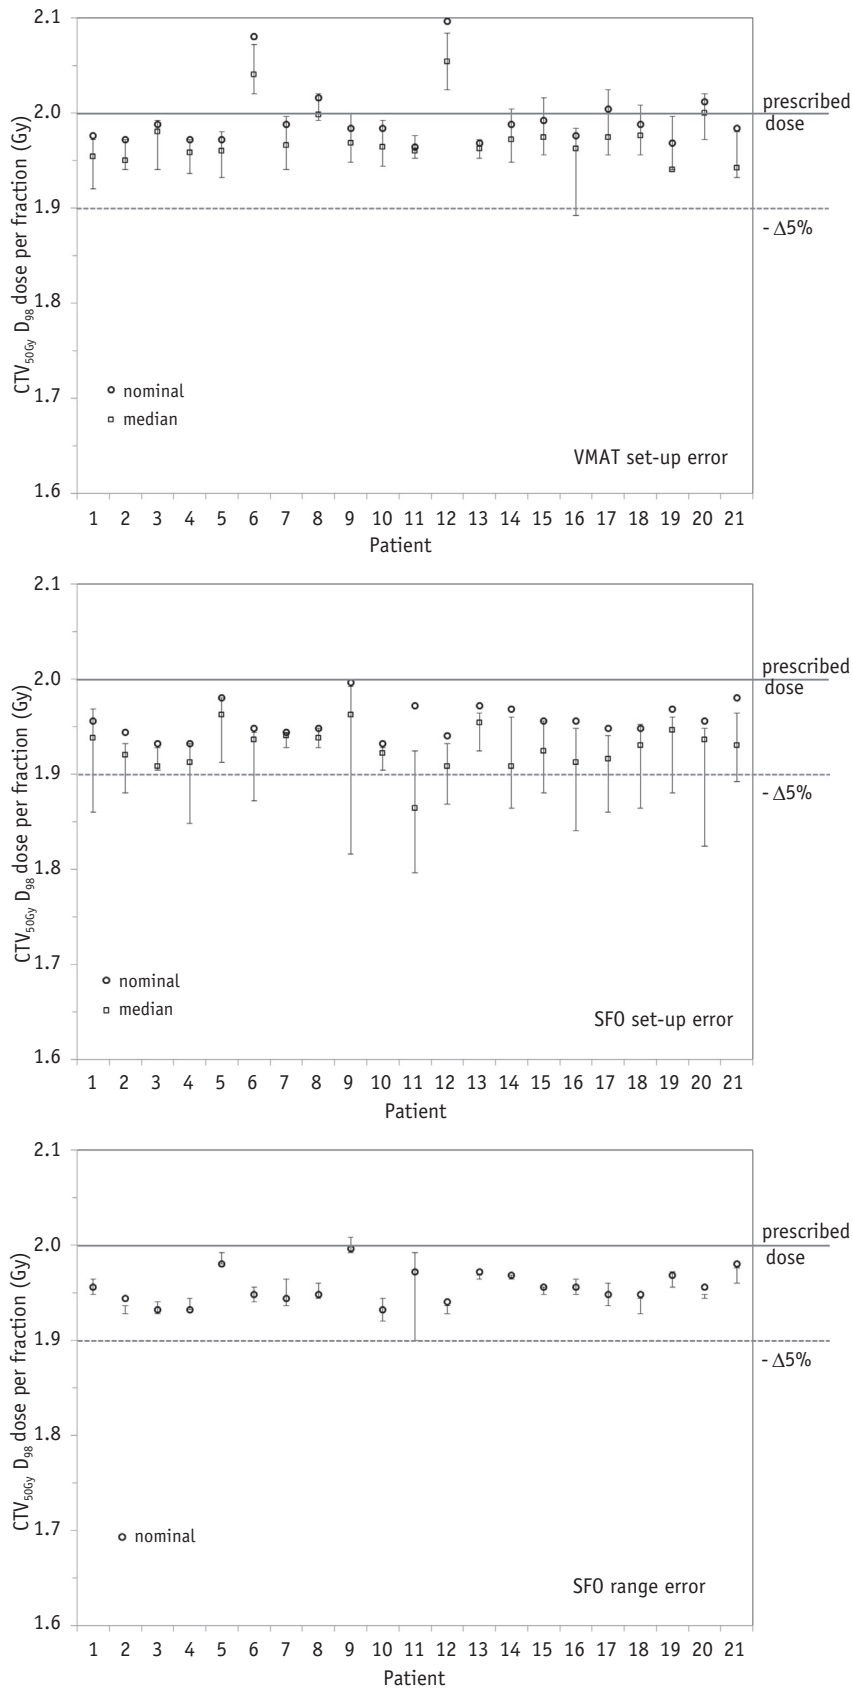 2.1
2.0
1.9
1.8
1.7
1.6
CTV50Gy D98 dose per fraction (Gy)
prescribed
dose
- Δ5%
nominal
median
VMAT set-up error
1 2 3 4 5 6 7 8 9 10 11 12 13 14 15 16 17 18 19 20 21
Patient
2.1
2.0
1.9
1.8
1.7
1.6
CTV50Gy, D98 dose per fraction (Gy)
prescribed
dose
- Δ5%
nominal
median
SFO set-up error
1 2 3 4 5 6 7 8 9 10 11 12 13 14 15 16 17 18 19 20 21
Patient
2.1
2.0
1.9
1.8
1.7
1.6
CTV50Gy D98 dose per fraction (Gy)
prescribed
dose
- Δ5%
nominal
SFO range error
1 2 3 4 5 6 7 8 9 10 11 12 13 14 15 16 17 18 19 20 21
Patient